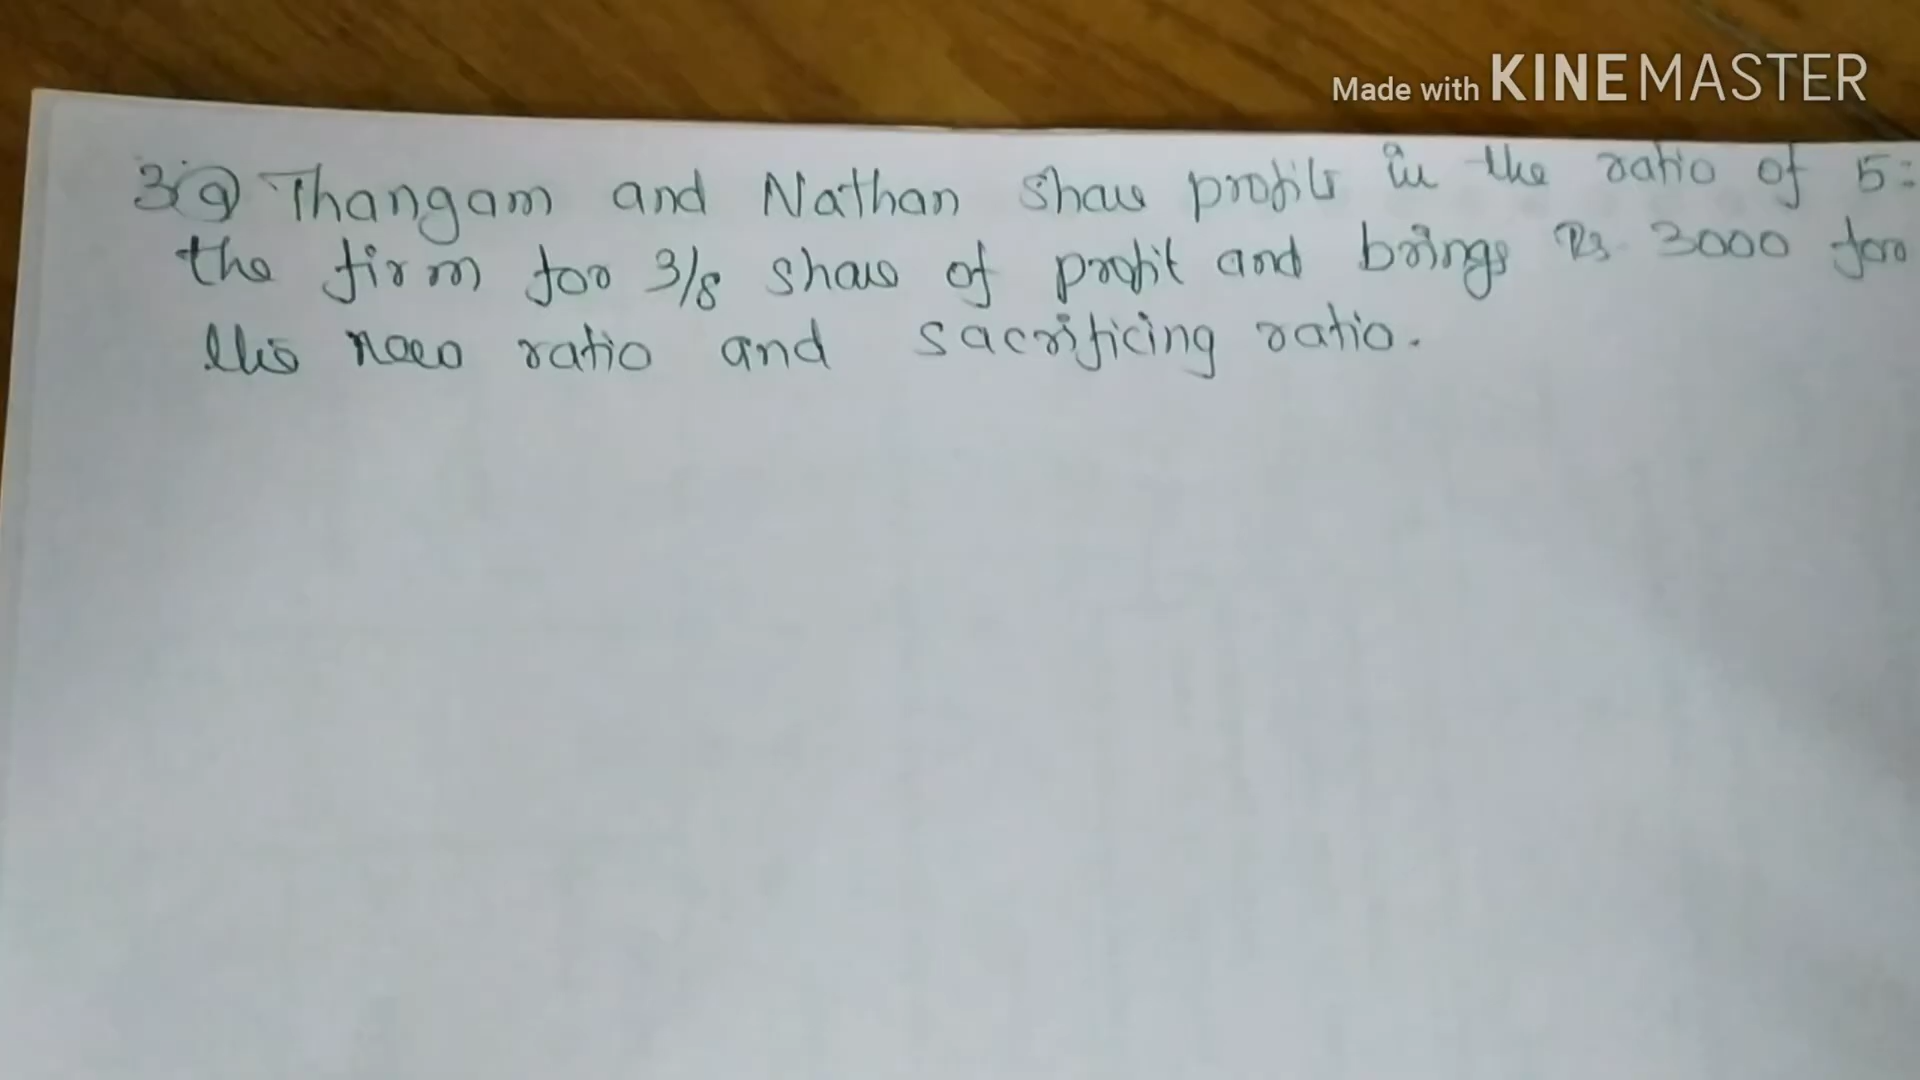 Made with KINEMASTER
3 a Thangam and Nathan share profits in the ratio of 5:
the firm for 3/8 share of profit and brings Rs 3000 for
the new ratio and sacrificing ratio.